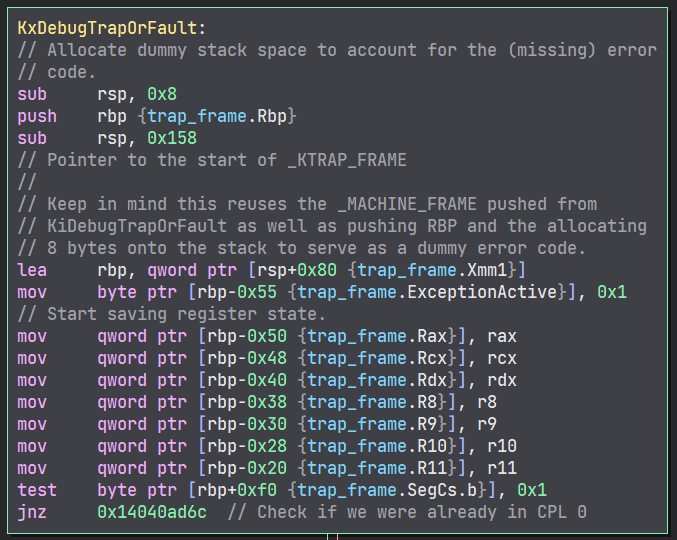 KxDebugTrapOrFault:
// Allocate dummy stack space to account for the (missing) error
// code.
sub rsp, 0x8
push rbp {trap_frame.Rbp}
sub rsp, 0x158
// Pointer to the start of _KTRAP_FRAME
//
// Keep in mind this reuses the _MACHINE_FRAME pushed from
// KiDebugTrapOrFault as well as pushing RBP and the allocating
// 8 bytes onto the stack to serve as a dummy error code.
lea rbp, qword ptr [rsp+0x80 {trap_frame.Xmm1}]
mov byte ptr [rbp-0x55 {trap_frame.ExceptionActive}], 0x1
// Start saving register state.
mov qword ptr [rbp-0x50 {trap_frame.Rax}], rax
mov qword ptr [rbp-0x48 {trap_frame.Rcx}], rcx
mov qword ptr [rbp-0x40 {trap_frame.Rdx}], rdx
mov qword ptr [rbp-0x38 {trap_frame.R8}], r8
mov qword ptr [rbp-0x30 {trap_frame.R9}], r9
mov qword ptr [rbp-0x28 {trap_frame.R10}], r10
mov qword ptr [rbp-0x20 {trap_frame.R11}], r11
test byte ptr [rbp+0xf0 {trap_frame.SegCs.b}], 0x1
jnz 0x14040ad6c // Check if we were already in CPL 0